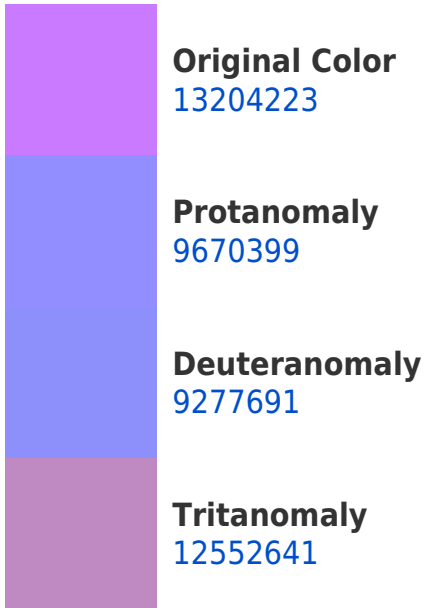 Original Color
13204223
Protanomaly
9670399
Deuteranomaly
9277691
Tritanomaly
12552641